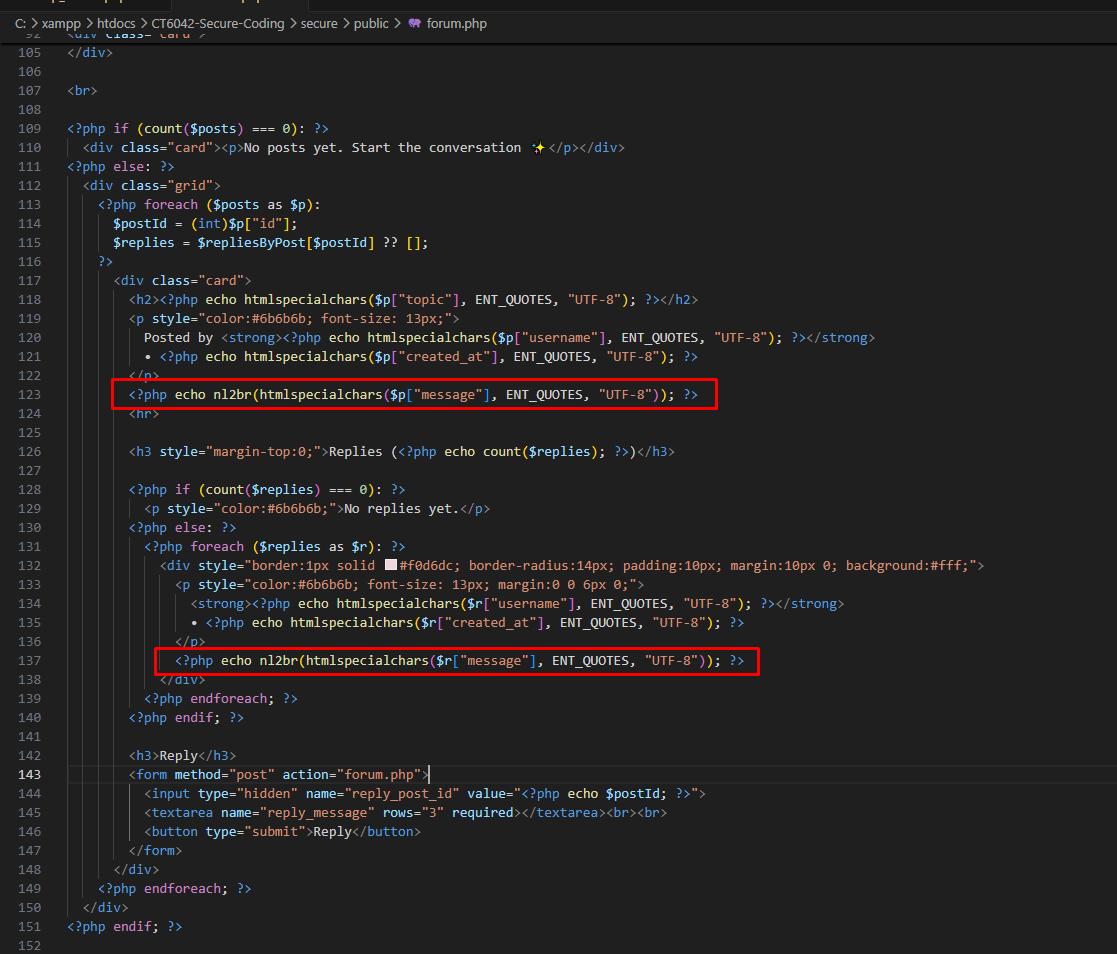 C: > xampp > htdocs > CT6042-Secure-Coding > secure > public > forum.php
92 <div class="card">
105 </div>
106
107 <br>
108
109 <?php if (count($posts) === 0): ?>
110 <div class="card"><p>No posts yet. Start the conversation ✨</p></div>
111 <?php else: ?>
112 <div class="grid">
113 <?php foreach ($posts as $p):
114 $postId = (int)$p["id"];
115 $replies = $repliesByPost[$postId] ?? [];
116 ?>
117 <div class="card">
118 <h2><?php echo htmlspecialchars($p["topic"], ENT_QUOTES, "UTF-8"); ?></h2>
119 <p style="color:#6b6b6b; font-size: 13px;">
120 Posted by <strong><?php echo htmlspecialchars($p["username"], ENT_QUOTES, "UTF-8"); ?></strong>
121 • <?php echo htmlspecialchars($p["created_at"], ENT_QUOTES, "UTF-8"); ?>
122 </p>
123 <?php echo nl2br(htmlspecialchars($p["message"], ENT_QUOTES, "UTF-8")); ?>
124 <hr>
125
126 <h3 style="margin-top:0;">Replies (<?php echo count($replies); ?>)</h3>
127
128 <?php if (count($replies) === 0): ?>
129 <p style="color:#6b6b6b;">No replies yet.</p>
130 <?php else: ?>
131 <?php foreach ($replies as $r): ?>
132 <div style="border:1px solid #f0d6dc; border-radius:14px; padding:10px; margin:10px 0; background:#fff;">
133 <p style="color:#6b6b6b; font-size: 13px; margin:0 0 6px 0;">
134 <strong><?php echo htmlspecialchars($r["username"], ENT_QUOTES, "UTF-8"); ?></strong>
135 • <?php echo htmlspecialchars($r["created_at"], ENT_QUOTES, "UTF-8"); ?>
136 </p>
137 <?php echo nl2br(htmlspecialchars($r["message"], ENT_QUOTES, "UTF-8")); ?>
138 </div>
139 <?php endforeach; ?>
140 <?php endif; ?>
141
142 <h3>Reply</h3>
143 <form method="post" action="forum.php">
144 <input type="hidden" name="reply_post_id" value="<?php echo $postId; ?>">
145 <textarea name="reply_message" rows="3" required></textarea><br><br>
146 <button type="submit">Reply</button>
147 </form>
148 </div>
149 <?php endforeach; ?>
150 </div>
151 <?php endif; ?>
152